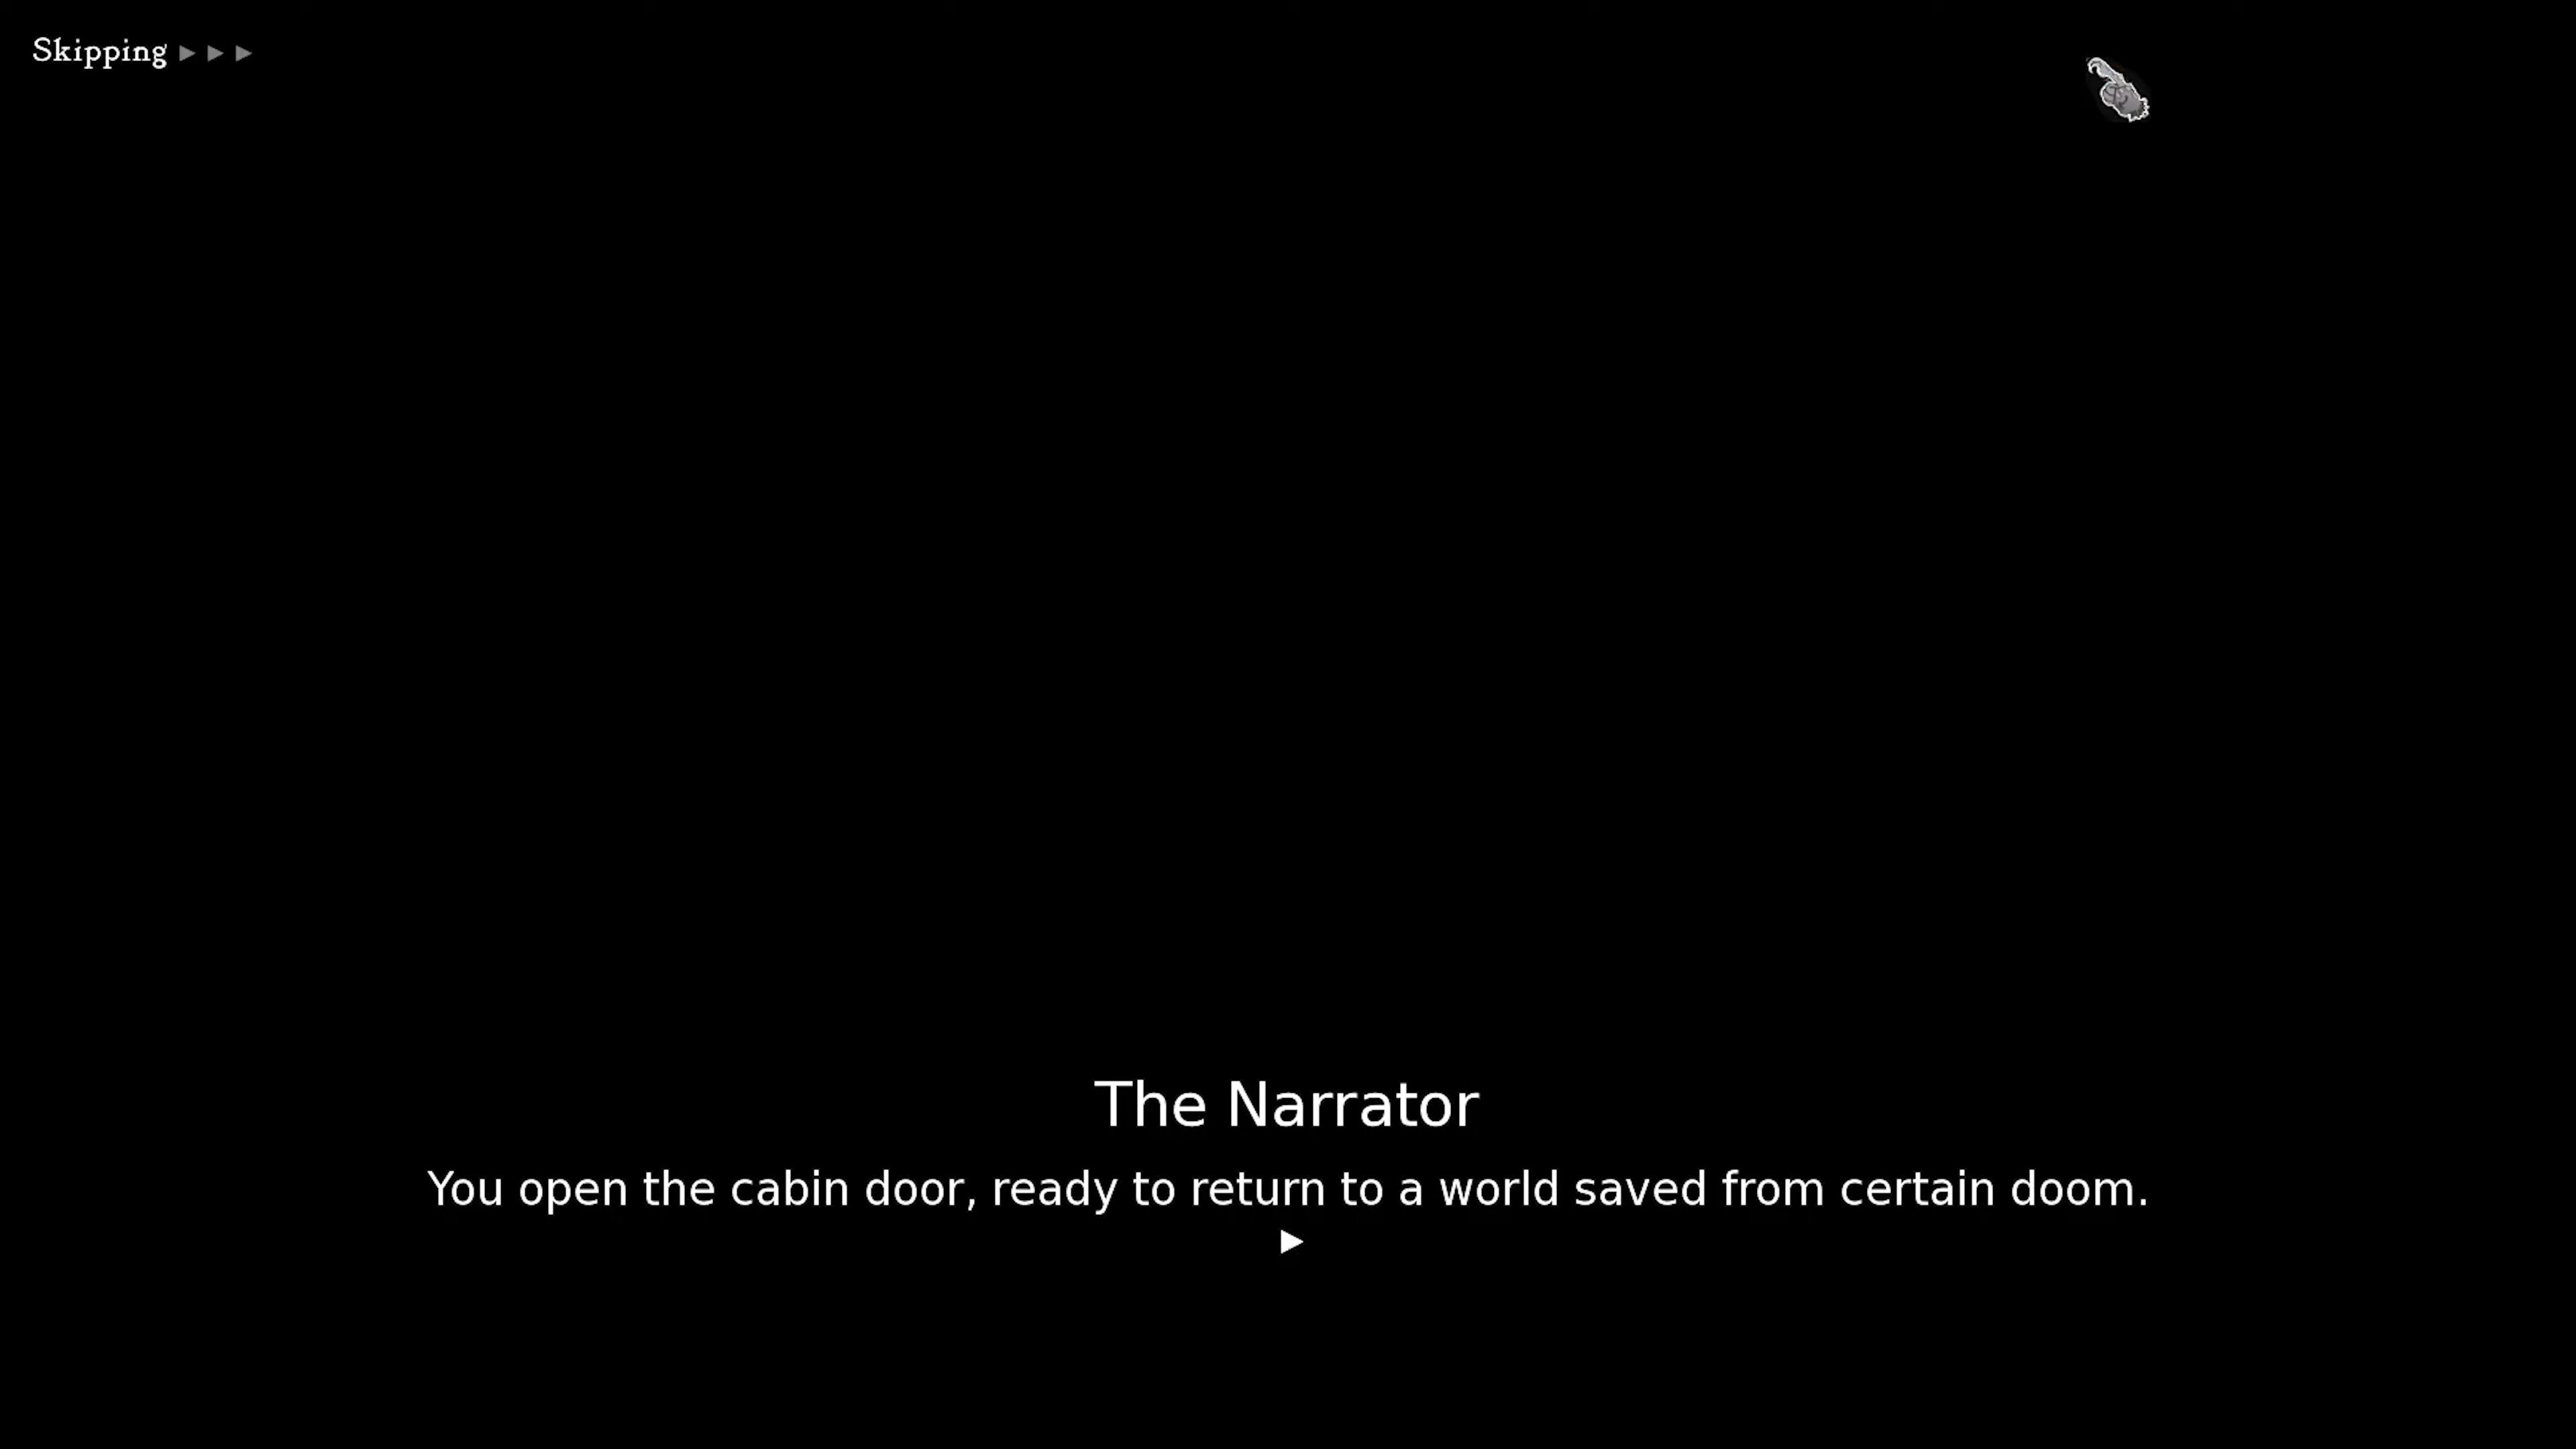 Skipping ▸ ▸ ▸
The Narrator
You open the cabin door, ready to return to a world saved from certain doom.